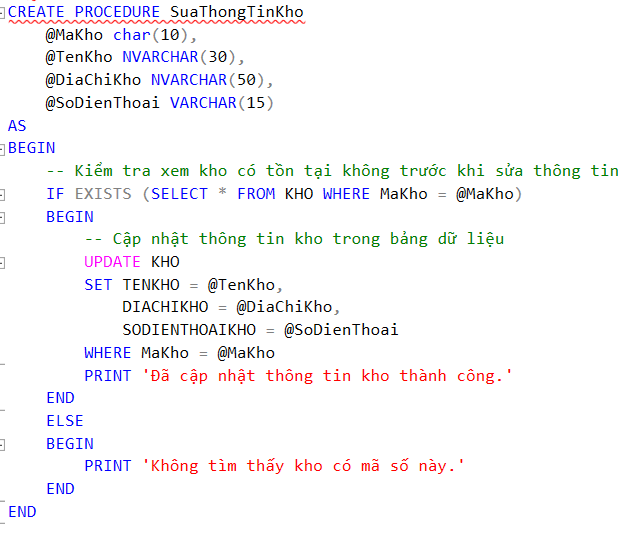 CREATE PROCEDURE SuaThongTinKho
@MaKho char(10),
@TenKho NVARCHAR(30),
@DiaChiKho NVARCHAR(50),
@SoDienThoai VARCHAR(15)
AS
BEGIN
-- Kiểm tra xem kho có tồn tại không trước khi sửa thông tin
IF EXISTS (SELECT * FROM KHO WHERE MaKho = @MaKho)
BEGIN
-- Cập nhật thông tin kho trong bảng dữ liệu
UPDATE KHO
SET TENKHO = @TenKho,
DIACHIKHO = @DiaChiKho,
SODIENTHOAIKHO = @SoDienThoai
WHERE MaKho = @MaKho
PRINT 'Đã cập nhật thông tin kho thành công.'
END
ELSE
BEGIN
PRINT 'Không tìm thấy kho có mã số này.'
END
END